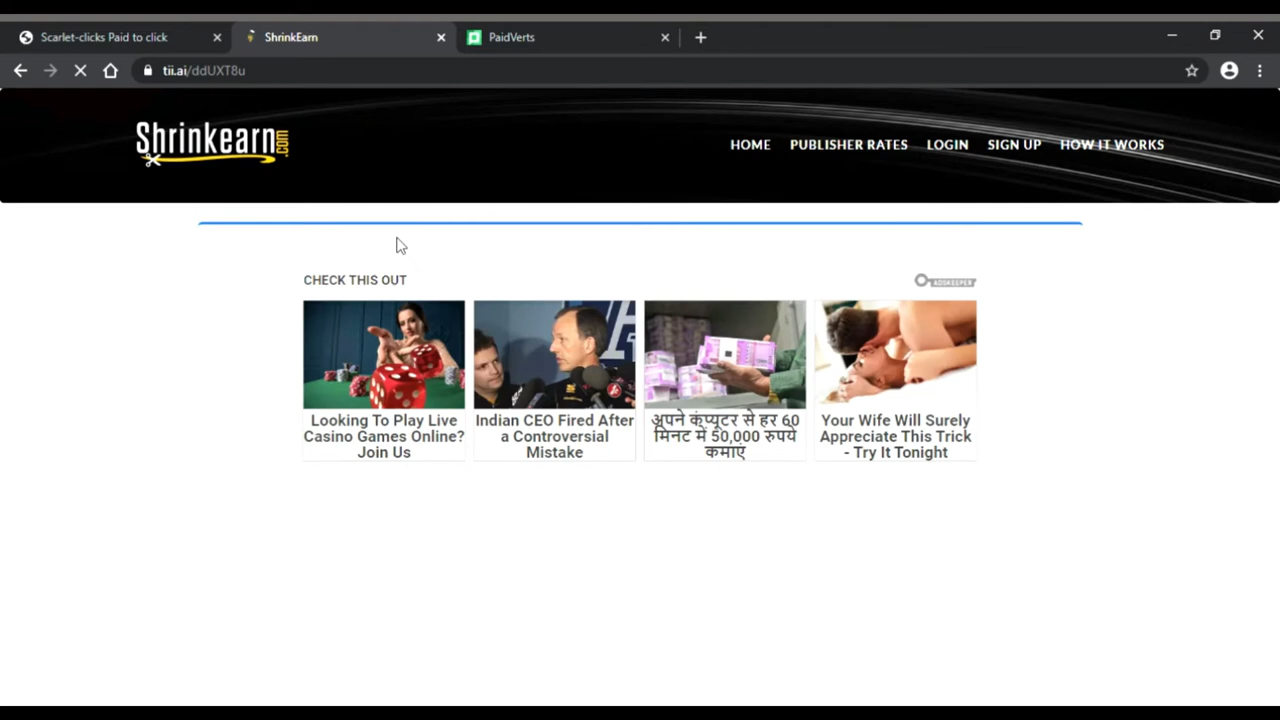 Scarlet-clicks Paid to click
ShrinkEarn
PaidVerts
tii.ai/ddUXT8u
Shrinkearn.com
HOME PUBLISHER RATES LOGIN SIGN UP HOW IT WORKS
CHECK THIS OUT
ADSKEEPER
Looking To Play Live
Casino Games Online?
Join Us
Indian CEO Fired After
a Controversial
Mistake
अपने कंप्यूटर से हर 60
मिनट में 50,000 रुपये
कमाएं
Your Wife Will Surely
Appreciate This Trick
- Try It Tonight